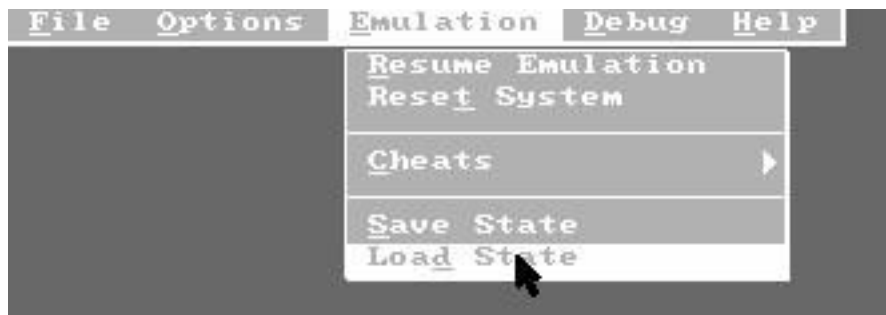 File Options Emulation Debug Help
Resume Emulation
Reset System
Cheats
Save State
Load State